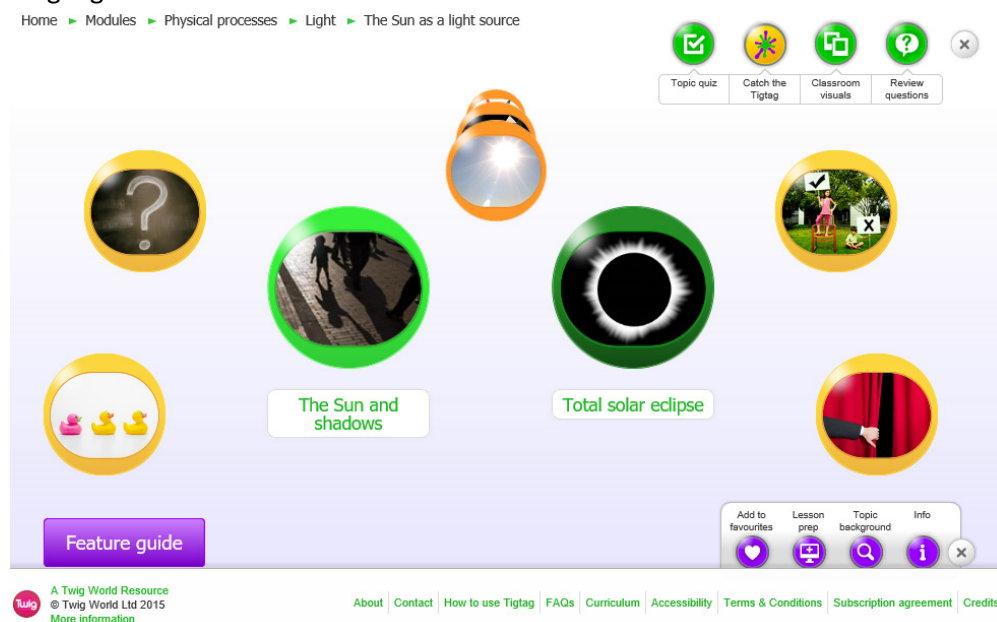 Home ► Modules ► Physical processes ► Light ► The Sun as a light source
Topic quiz
Catch the
Tigtag
Classroom
visuals
Review
questions
The Sun and
shadows
Total solar eclipse
Feature guide
Add to
favourites
Lesson
prep
Topic
background
Info
Twig
A Twig World Resource
© Twig World Ltd 2015
More information
About | Contact | How to use Tigtag | FAQs | Curriculum | Accessibility | Terms & Conditions | Subscription agreement | Credits